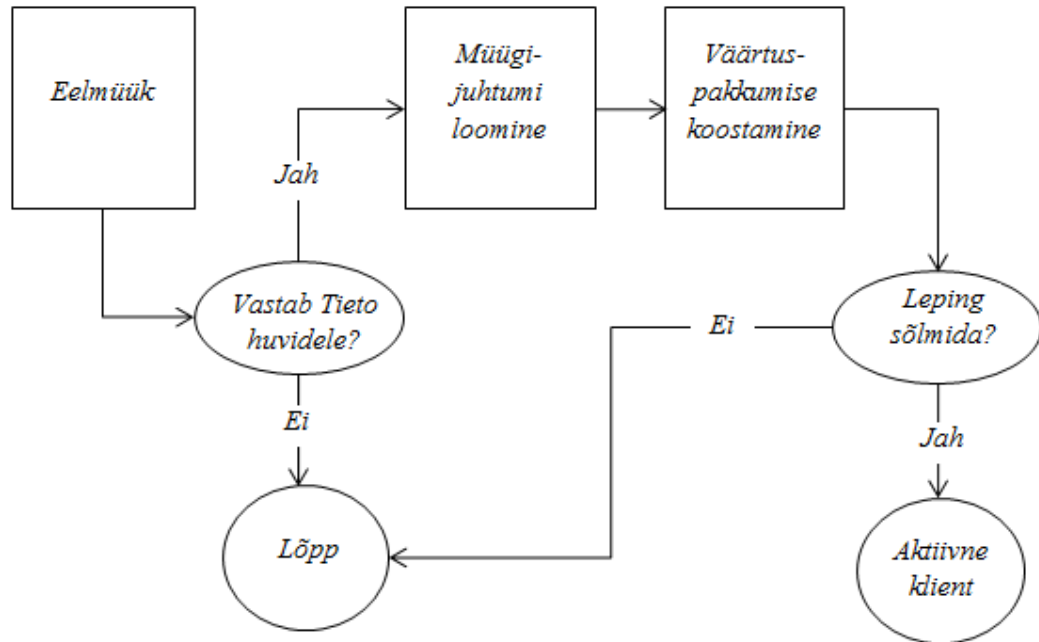 Eelmüük
Müügi-
juhtumi
loomine
Väärtus-
pakkumise
koostamine
Jah
Vastab Tieto
huvidele?
Leping
sõlmida?
Ei
Ei
Jah
Lõpp
Aktiivne
klient